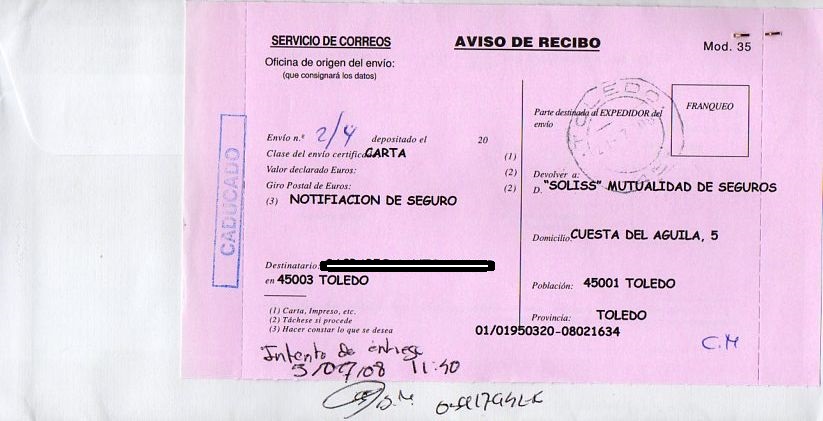 SERVICIO DE CORREOS
AVISO DE RECIBO
Mod. 35
Oficina de origen del envío:
(que consignará los datos)
Parte destinada al EXPEDIDOR del
envío
FRANQUEO
TOLEDO
CADUCADO
Envío n.º 2/4 depositado el 20
Clase del envío certificado: CARTA (1)
Valor declarado Euros: (2)
Giro Postal de Euros: (2)
(3) NOTIFIACION DE SEGURO
Devolver a:
D. "SOLISS" MUTUALIDAD DE SEGUROS
Domicilio: CUESTA DEL AGUILA, 5
Destinatario:
en 45003 TOLEDO
Población: 45001 TOLEDO
Provincia: TOLEDO
(1) Carta, Impreso, etc.
(2) Táchese si procede
(3) Hacer constar lo que se desea
01/01950320-08021634
C.M
Intento de entrega
3/07/08 11:40